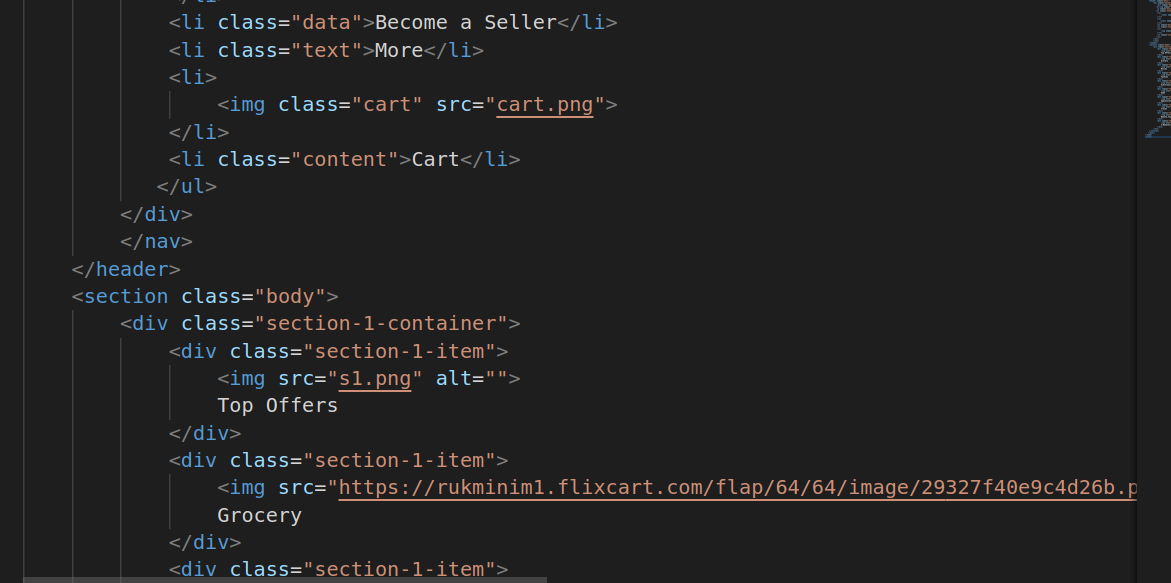 </li>
<li class="data">Become a Seller</li>
<li class="text">More</li>
<li>
<img class="cart" src="cart.png">
</li>
<li class="content">Cart</li>
</ul>
</div>
</nav>
</header>
<section class="body">
<div class="section-1-container">
<div class="section-1-item">
<img src="s1.png" alt="">
Top Offers
</div>
<div class="section-1-item">
<img src="https://rukminim1.flixcart.com/flap/64/64/image/29327f40e9c4d26b.p
Grocery
</div>
<div class="section-1-item">